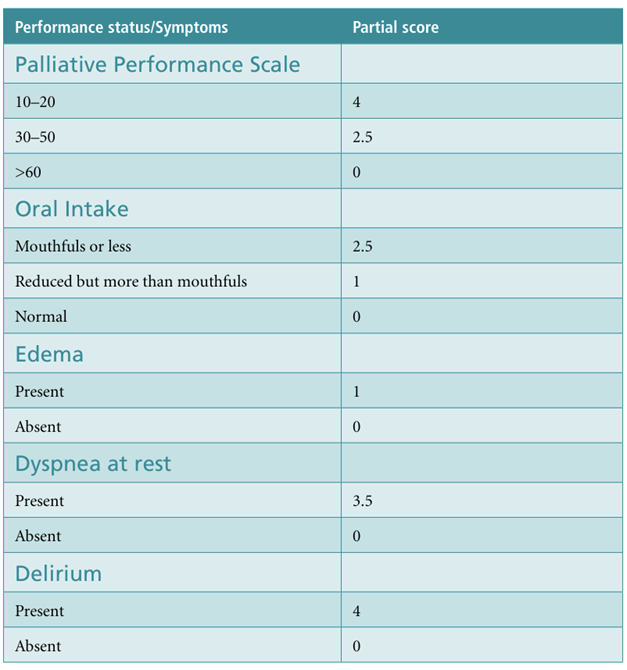 Performance status/Symptoms Partial score
Palliative Performance Scale
10–20 4
30–50 2.5
>60 0
Oral Intake
Mouthfuls or less 2.5
Reduced but more than mouthfuls 1
Normal 0
Edema
Present 1
Absent 0
Dyspnea at rest
Present 3.5
Absent 0
Delirium
Present 4
Absent 0